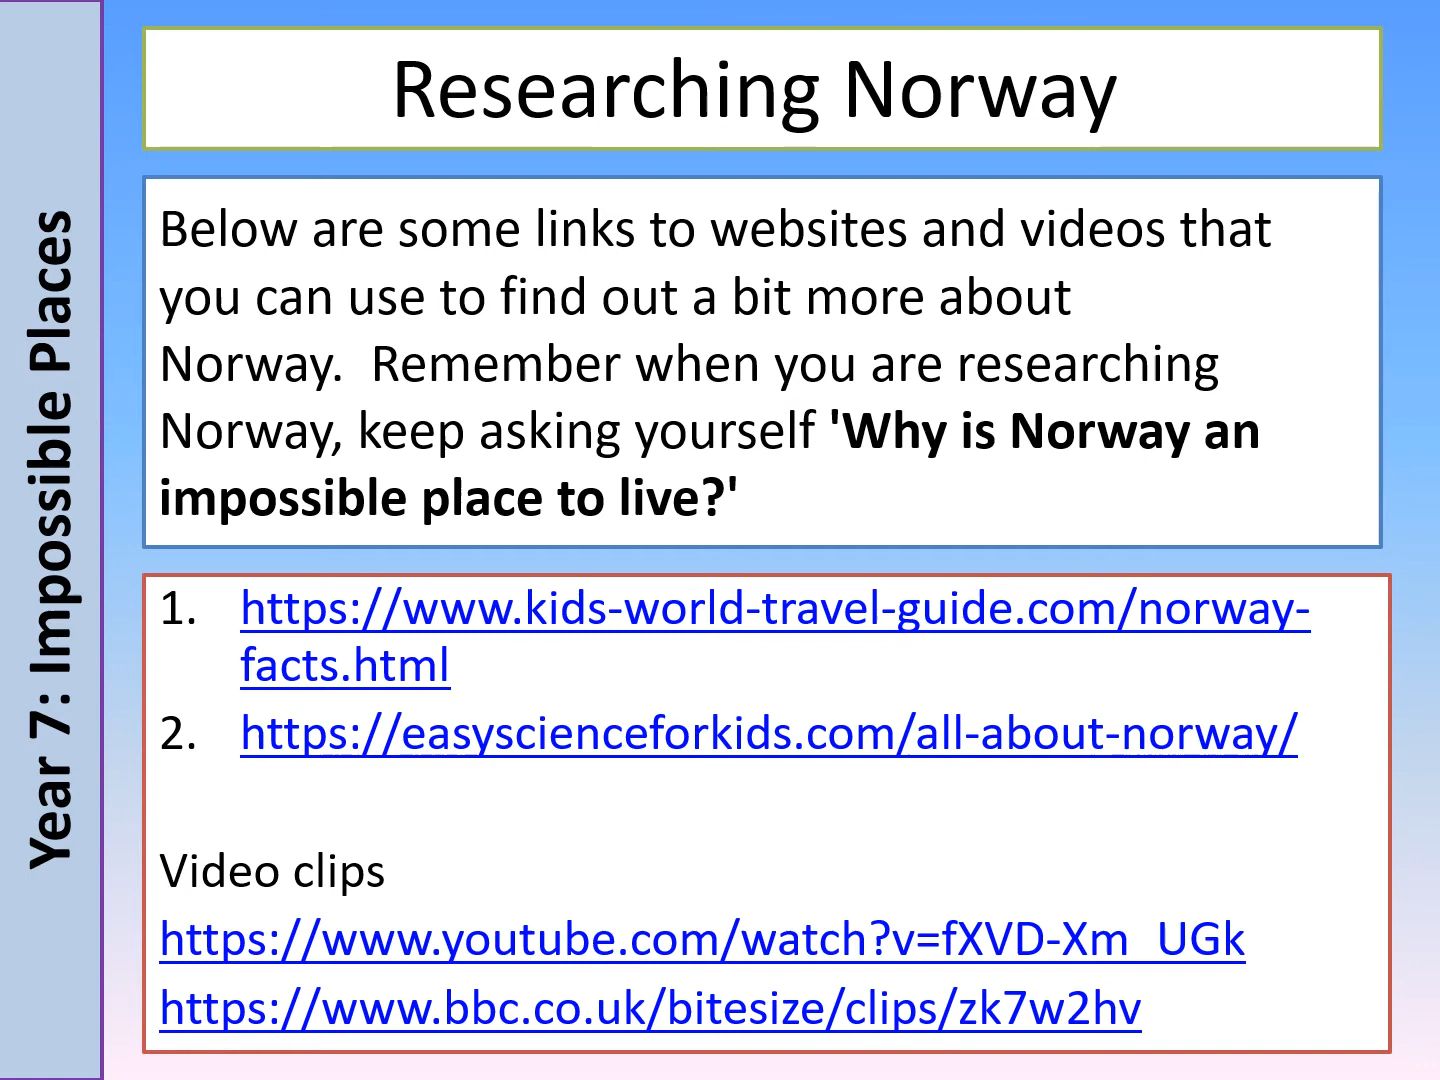 Year 7: Impossible Places
Researching Norway
Below are some links to websites and videos that
you can use to find out a bit more about
Norway.  Remember when you are researching
Norway, keep asking yourself 'Why is Norway an
impossible place to live?'
1. https://www.kids-world-travel-guide.com/norway-
facts.html
2. https://easyscienceforkids.com/all-about-norway/
Video clips
https://www.youtube.com/watch?v=fXVD-Xm_UGk
https://www.bbc.co.uk/bitesize/clips/zk7w2hv